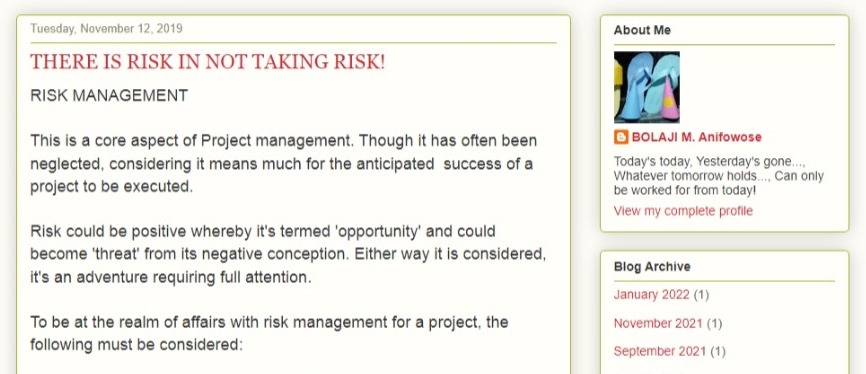 Tuesday, November 12, 2019
THERE IS RISK IN NOT TAKING RISK!
RISK MANAGEMENT
This is a core aspect of Project management. Though it has often been
neglected, considering it means much for the anticipated  success of a
project to be executed.
Risk could be positive whereby it's termed 'opportunity' and could
become 'threat' from its negative conception. Either way it is considered,
it's an adventure requiring full attention.
To be at the realm of affairs with risk management for a project, the
following must be considered:
About Me
BOLAJI M. Anifowose
Today's today, Yesterday's gone...,
Whatever tomorrow holds..., Can only
be worked for from today!
View my complete profile
Blog Archive
January 2022 (1)
November 2021 (1)
September 2021 (1)